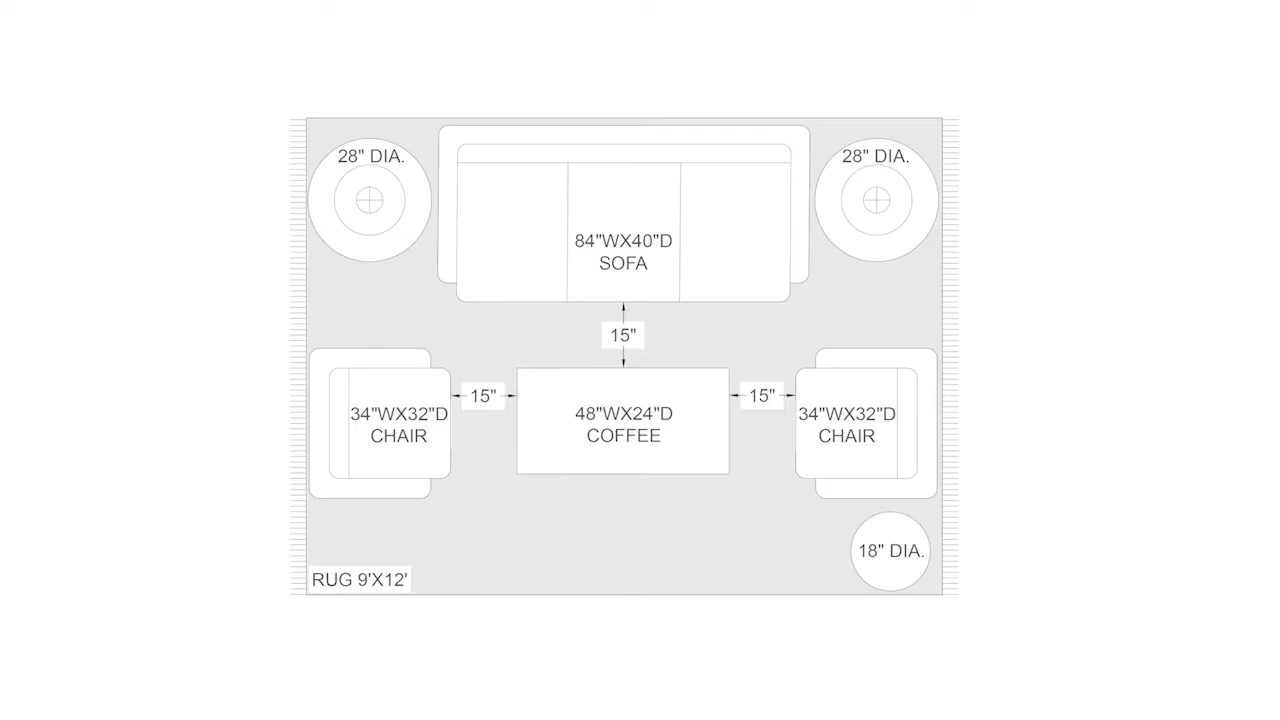 28" DIA.
28" DIA.
84"WX40"D
SOFA
15"
15"
15"
34"WX32"D
CHAIR
48"WX24"D
COFFEE
34"WX32"D
CHAIR
18" DIA.
RUG 9'X12'